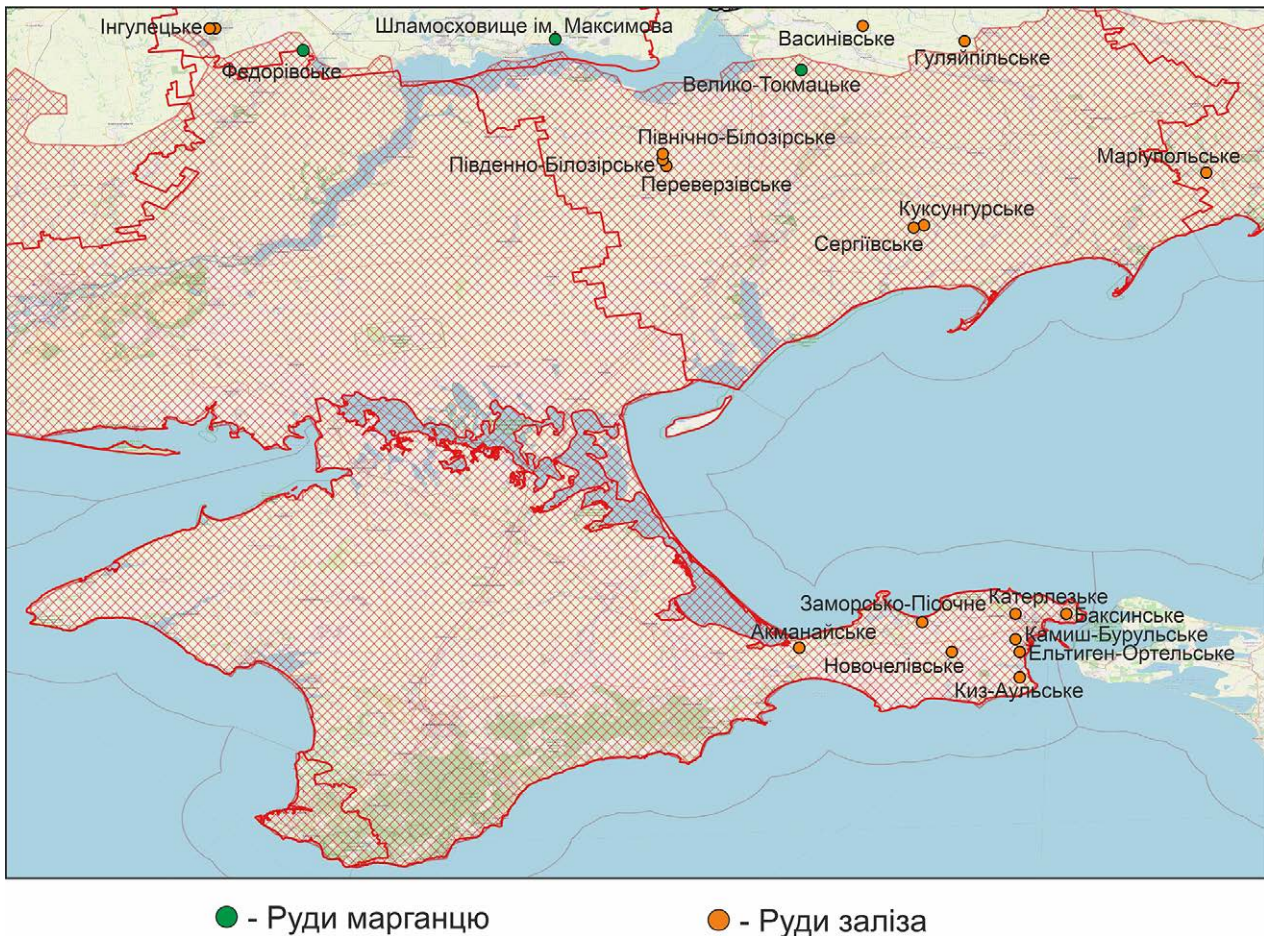 Інгулецьке
Шламосховище ім. Максимова
Васинівське
Гуляйпільське
Федорівське
Велико-Токмацьке
Північно-Білозірське
Південно-Білозірське
Переверзівське
Маріупольське
Куксунгурське
Сергіївське
Заморсько-Пісочне
Катерлезьке
Баксинське
Акманайське
Камиш-Бурульське
Новочелівське
Ельтиген-Ортельське
Киз-Аульське
- Руди марганцю
- Руди заліза